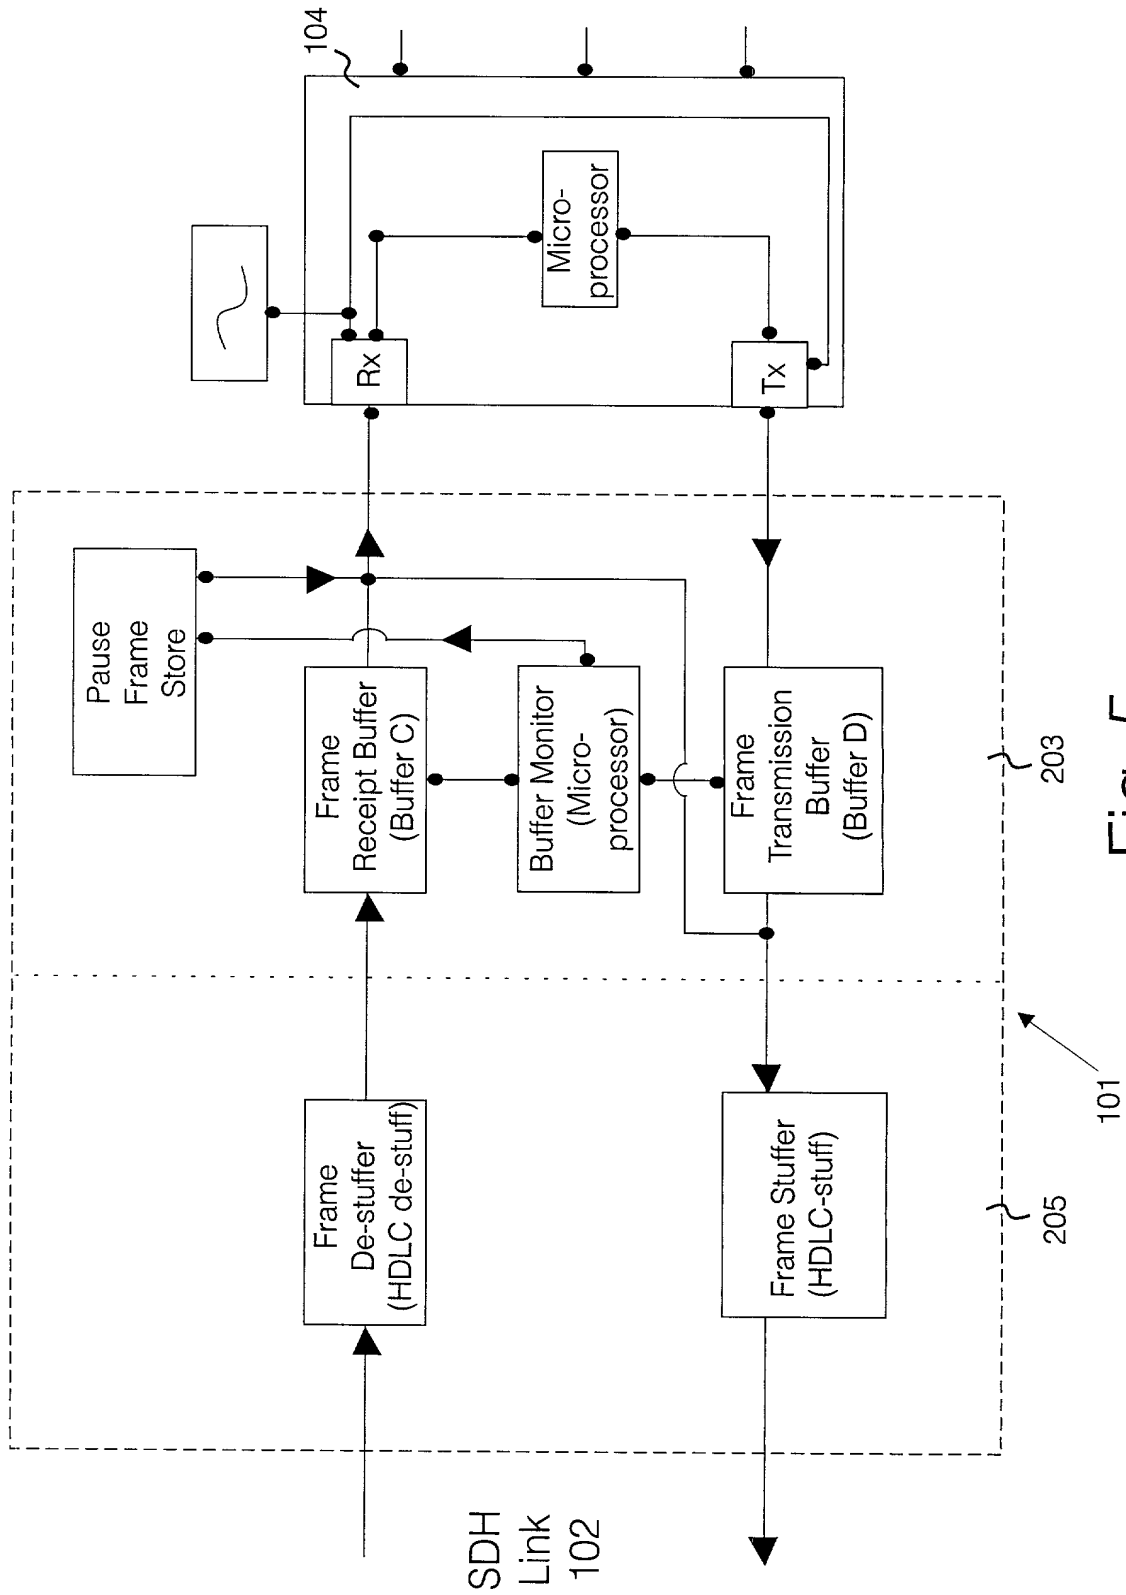 104
Pause
Frame
Store
Rx
Micro-
processor
Tx
Frame
Receipt Buffer
(Buffer C)
Buffer Monitor
(Micro-
processor)
Frame
Transmission
Buffer
(Buffer D)
203
Frame
De-stuffer
(HDLC de-stuff)
Frame Stuffer
(HDLC-stuff)
205
101
SDH
Link
102